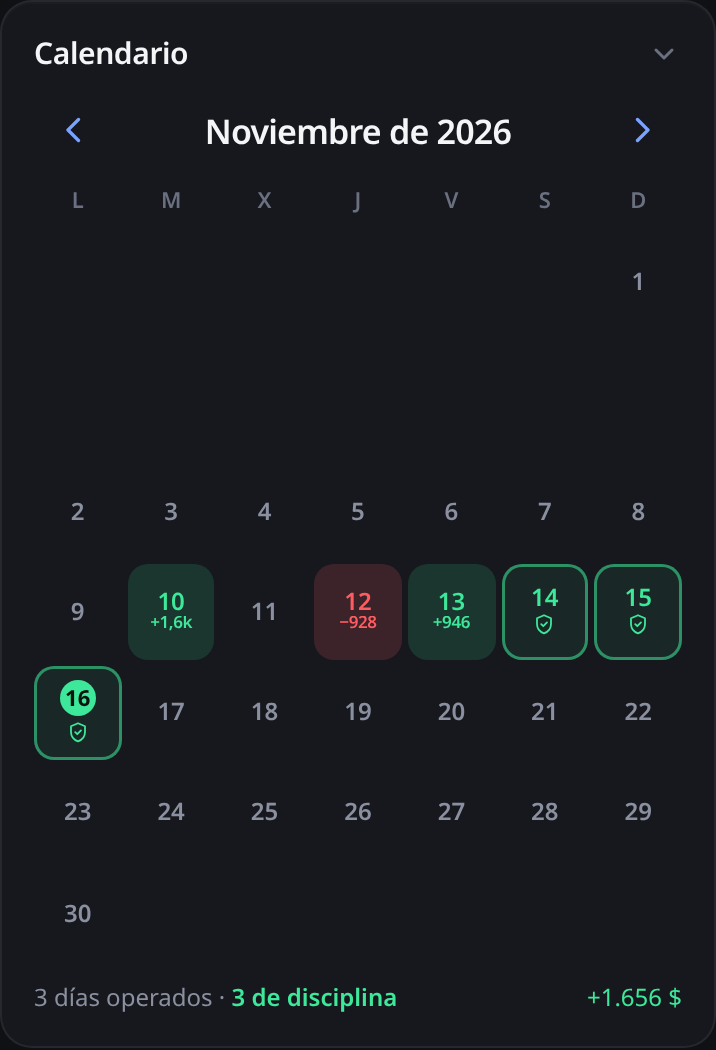 Calendario
Noviembre de 2026
L M X J V S D
1
2 3 4 5 6 7 8
9 10 11 12 13 14 15
+1,6k −928 +946
16 17 18 19 20 21 22
23 24 25 26 27 28 29
30
3 días operados · 3 de disciplina +1.656 $